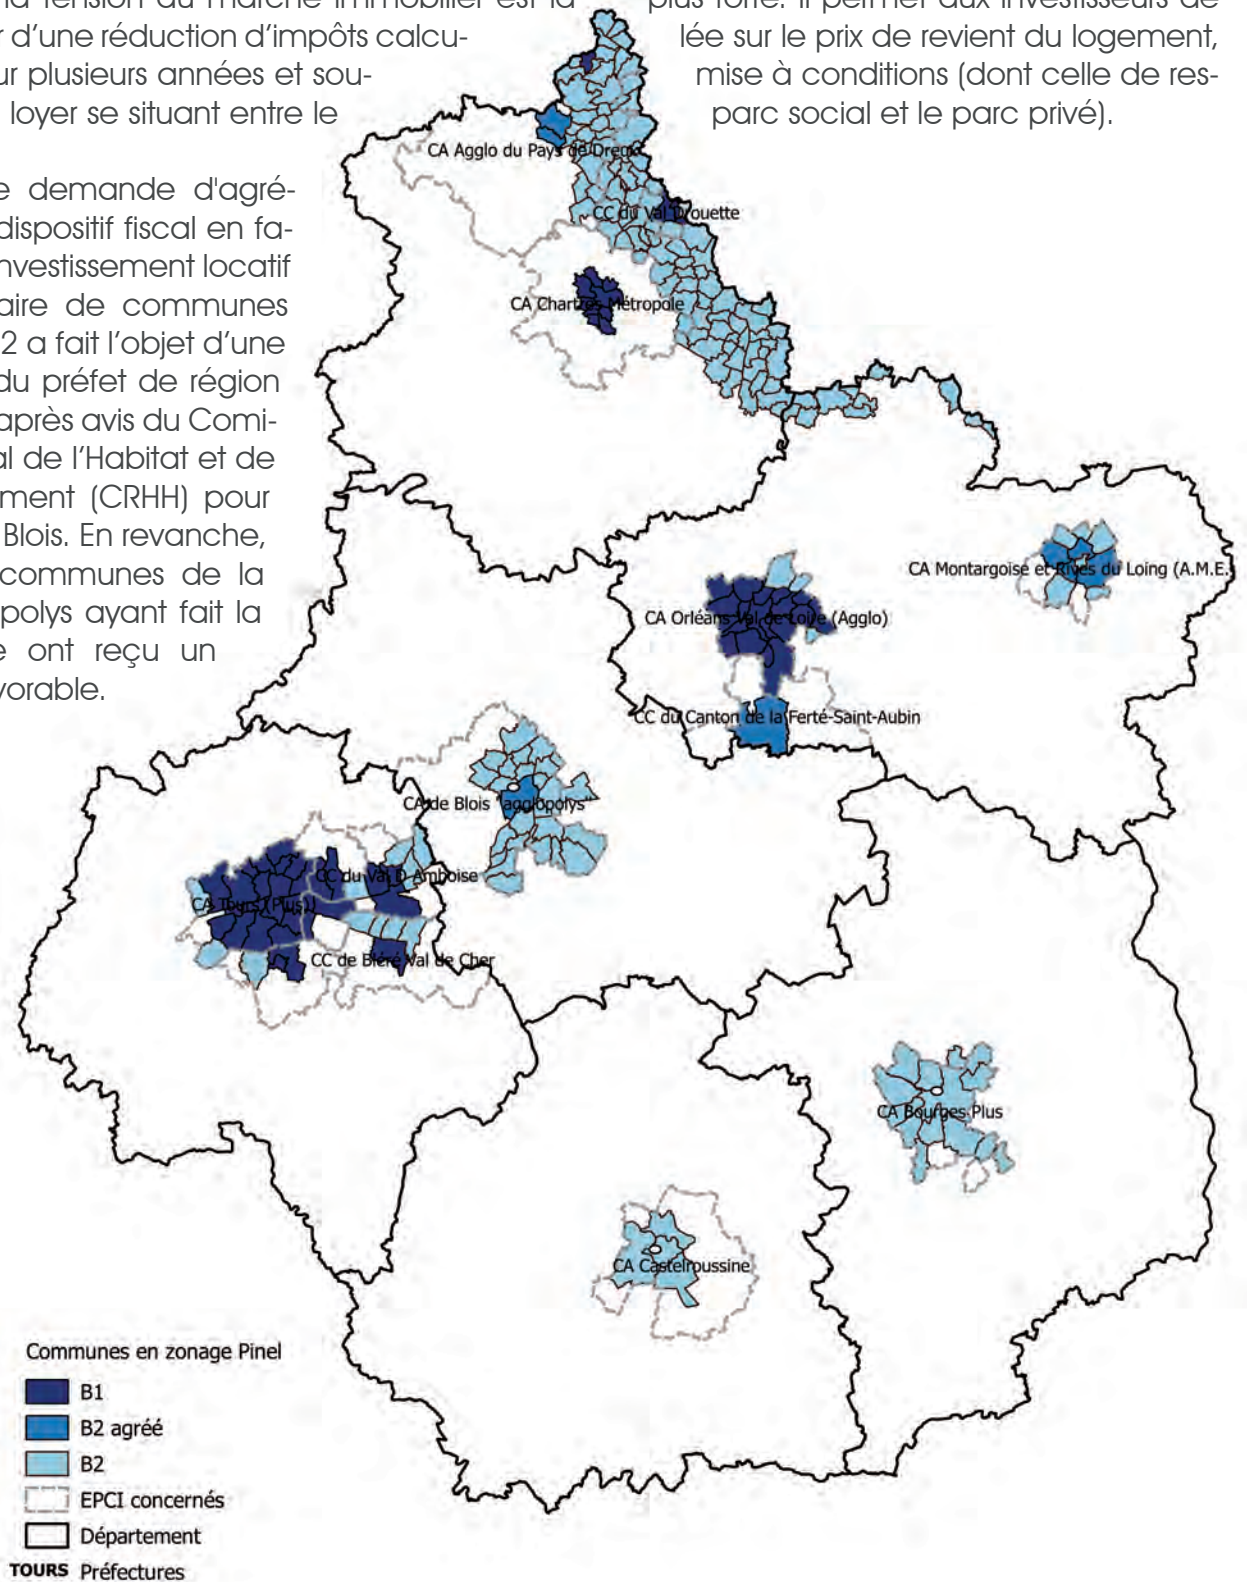 la tension du marché immobilier est la
r d’une réduction d’impôts calcu-
ur plusieurs années et sou-
loyer se situant entre le
plus forte. Il permet aux investisseurs de
lée sur le prix de revient du logement,
mise à conditions (dont celle de res-
parc social et le parc privé).
e demande d'agré-
dispositif fiscal en fa-
nvestissement locatif
aire de communes
2 a fait l’objet d’une
du préfet de région
après avis du Comi-
al de l’Habitat et de
ement (CRHH) pour
Blois. En revanche,
communes de la
polys ayant fait la
e ont reçu un
vorable.
CA Agglo du Pays de Dreux
CC du Val Drouette
CA Chartres Métropole
CA Montargoise et Rives du Loing (A.M.E.)
CA Orléans Val de Loire (Agglo)
CC du Canton de la Ferté-Saint-Aubin
CA de Blois "agglopolys"
CC du Val D Amboise
CA Tours (Plus)
CC de Bléré Val de Cher
CA Bourges Plus
CA Castelroussine
Communes en zonage Pinel
B1
B2 agréé
B2
EPCI concernés
Département
TOURS Préfectures